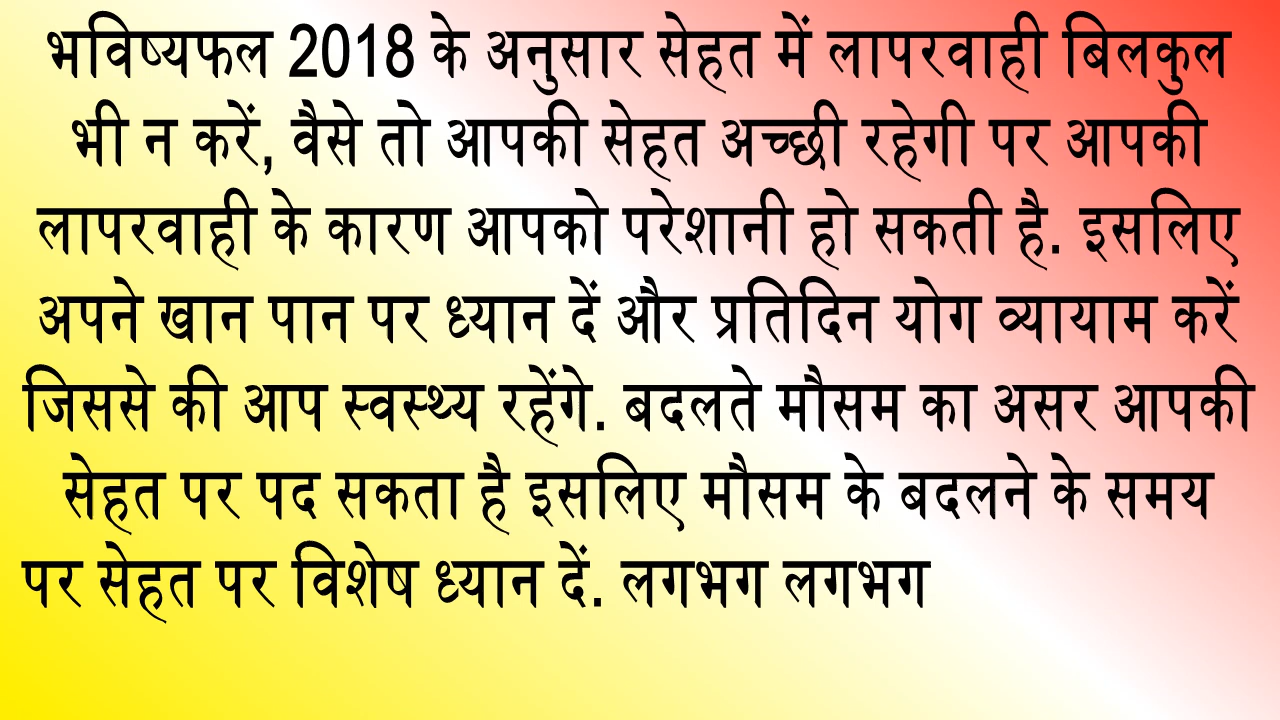 भविष्यफल 2018 के अनुसार सेहत में लापरवाही बिलकुल
भी न करें, वैसे तो आपकी सेहत अच्छी रहेगी पर आपकी
लापरवाही के कारण आपको परेशानी हो सकती है. इसलिए
अपने खान पान पर ध्यान दें और प्रतिदिन योग व्यायाम करें
जिससे की आप स्वस्थ्य रहेंगे. बदलते मौसम का असर आपकी
सेहत पर पद सकता है इसलिए मौसम के बदलने के समय
पर सेहत पर विशेष ध्यान दें. लगभग लगभग